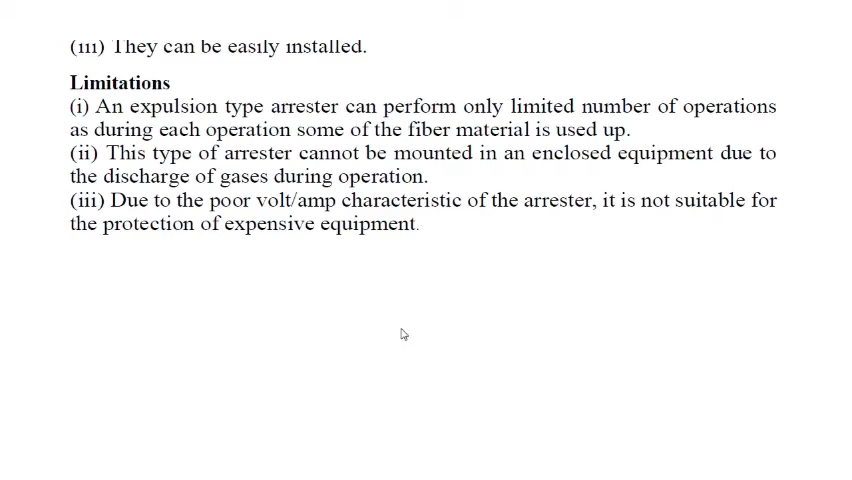 (iii) They can be easily installed.
Limitations
(i) An expulsion type arrester can perform only limited number of operations
as during each operation some of the fiber material is used up.
(ii) This type of arrester cannot be mounted in an enclosed equipment due to
the discharge of gases during operation.
(iii) Due to the poor volt/amp characteristic of the arrester, it is not suitable for
the protection of expensive equipment.